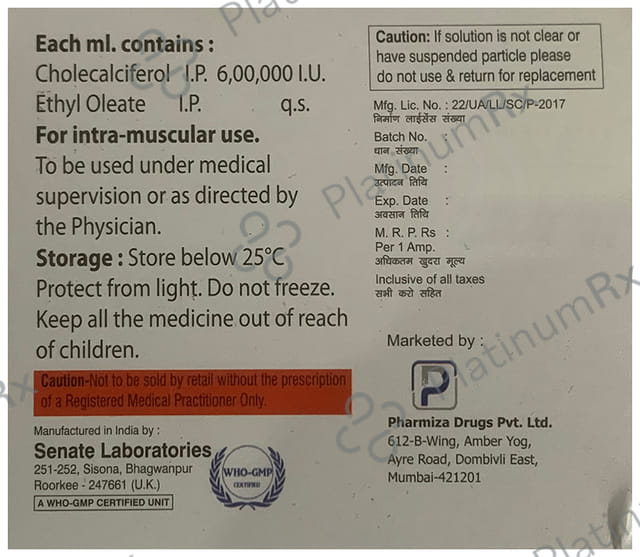 Each ml. contains :
Cholecalciferol I.P. 6,00,000 I.U.
Ethyl Oleate I.P. q.s.
For intra-muscular use.
To be used under medical
supervision or as directed by
the Physician.
Storage : Store below 25°C
Protect from light. Do not freeze.
Keep all the medicine out of reach
of children.
Caution-Not to be sold by retail without the prescription
of a Registered Medical Practitioner Only.
Manufactured in India by :
Senate Laboratories
251-252, Sisona, Bhagwanpur
Roorkee - 247661 (U.K.)
A WHO-GMP CERTIFIED UNIT
WHO-GMP
CERTIFIED
Caution: If solution is not clear or
have suspended particle please
do not use & return for replacement
Mfg. Lic. No. : 22/UA/LL/SC/P-2017
निर्माण लाईसेंस संख्या
Batch No. :
घान संख्या
Mfg. Date :
उत्पादन तिथि
Exp. Date :
अवसान तिथि
M. R. P. Rs :
Per 1 Amp.
अधिकतम खुदरा मूल्य
Inclusive of all taxes
सभी करो सहित
Marketed by :
P
Pharmiza Drugs Pvt. Ltd.
612-B-Wing, Amber Yog,
Ayre Road, Dombivli East,
Mumbai-421201
PlatinumRx
PlatinumRx
PlatinumRx
PlatinumRx